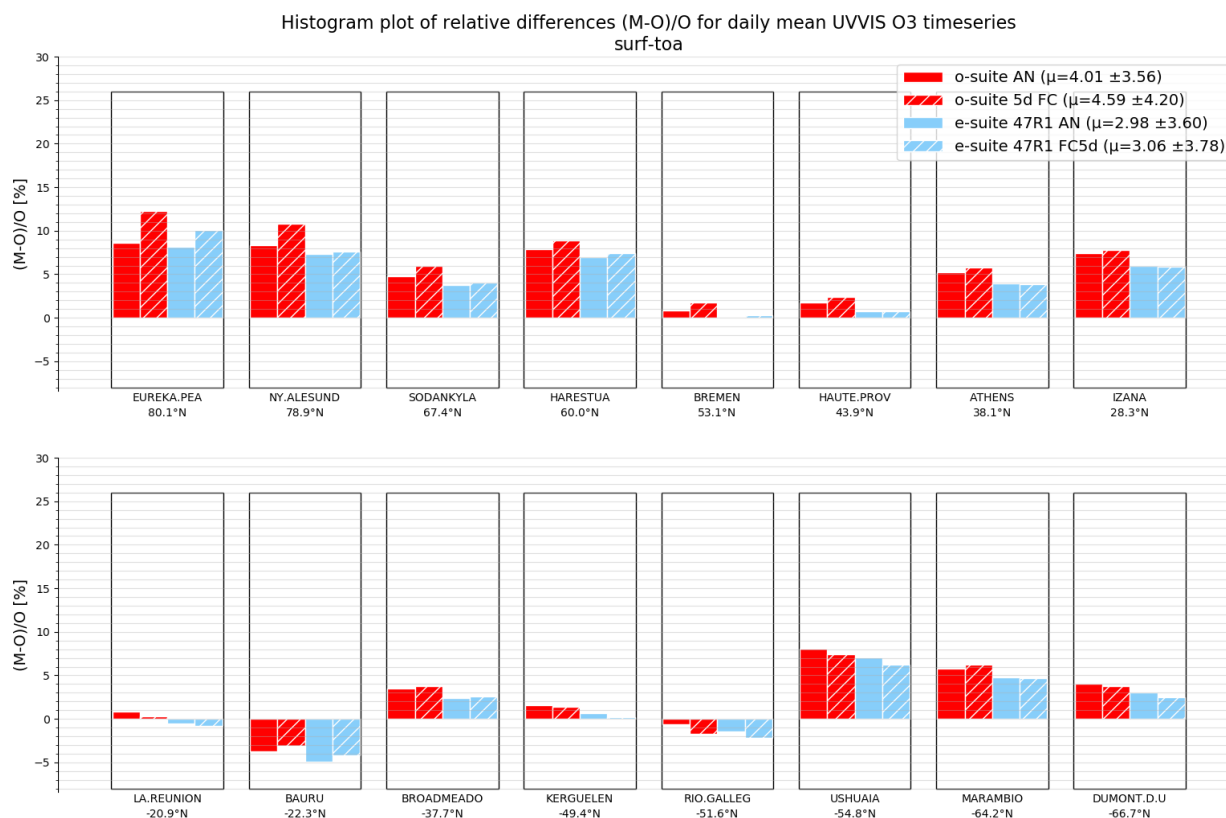 Histogram plot of relative differences (M-O)/O for daily mean UVVIS O3 timeseries
surf-toa
30
25
20
15
10
5
0
−5
(M-O)/O [%]
o-suite AN (μ=4.01 ±3.56)
o-suite 5d FC (μ=4.59 ±4.20)
e-suite 47R1 AN (μ=2.98 ±3.60)
e-suite 47R1 FC5d (μ=3.06 ±3.78)
EUREKA.PEA NY.ALESUND SODANKYLA HARESTUA BREMEN HAUTE.PROV ATHENS IZANA
80.1°N 78.9°N 67.4°N 60.0°N 53.1°N 43.9°N 38.1°N 28.3°N
30
25
20
15
10
5
0
−5
(M-O)/O [%]
LA.REUNION BAURU BROADMEADO KERGUELEN RIO.GALLEG USHUAIA MARAMBIO DUMONT.D.U
-20.9°N -22.3°N -37.7°N -49.4°N -51.6°N -54.8°N -64.2°N -66.7°N